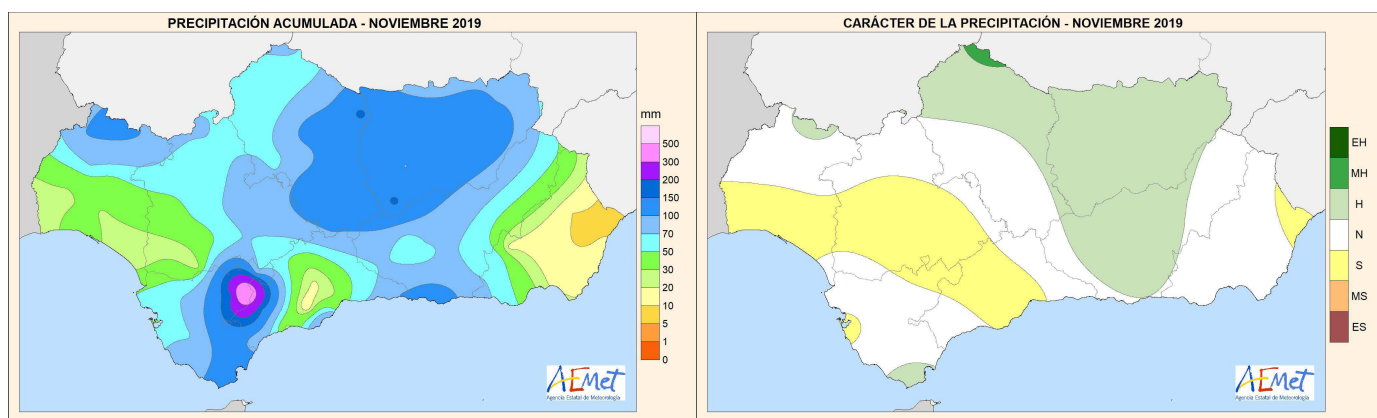 PRECIPITACIÓN ACUMULADA - NOVIEMBRE 2019
mm
500
300
200
150
100
70
50
30
20
10
5
1
0
AEMet
Agencia Estatal de Meteorología
CARÁCTER DE LA PRECIPITACIÓN - NOVIEMBRE 2019
EH
MH
H
N
S
MS
ES
AEMet
Agencia Estatal de Meteorología